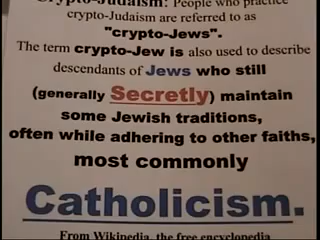 Crypto-Judaism: People who practice
crypto-Judaism are referred to as
"crypto-Jews".
The term crypto-Jew is also used to describe
descendants of Jews who still
(generally Secretly) maintain
some Jewish traditions,
often while adhering to other faiths,
most commonly
Catholicism.
From Wikipedia, the free encyclopedia